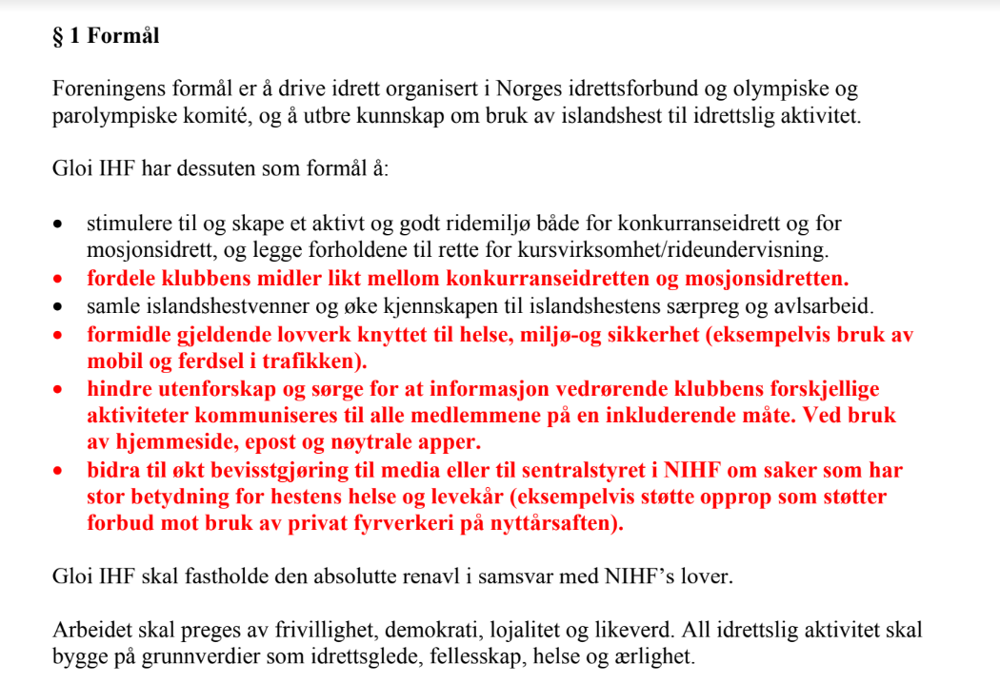 § 1 Formål
Foreningens formål er å drive idrett organisert i Norges idrettsforbund og olympiske og
parolympiske komité, og å utbre kunnskap om bruk av islandshest til idrettslig aktivitet.
Gloi IHF har dessuten som formål å:
• stimulere til og skape et aktivt og godt ridemiljø både for konkurranseidrett og for
mosjonsidrett, og legge forholdene til rette for kursvirksomhet/rideundervisning.
• fordele klubbens midler likt mellom konkurranseidretten og mosjonsidretten.
• samle islandshestvenner og øke kjennskapen til islandshestens særpreg og avlsarbeid.
• formidle gjeldende lovverk knyttet til helse, miljø-og sikkerhet (eksempelvis bruk av
mobil og ferdsel i trafikken).
• hindre utenforskap og sørge for at informasjon vedrørende klubbens forskjellige
aktiviteter kommuniseres til alle medlemmene på en inkluderende måte. Ved bruk
av hjemmeside, epost og nøytrale apper.
• bidra til økt bevisstgjøring til media eller til sentralstyret i NIHF om saker som har
stor betydning for hestens helse og levekår (eksempelvis støtte opprop som støtter
forbud mot bruk av privat fyrverkeri på nyttårsaften).
Gloi IHF skal fastholde den absolutte renavl i samsvar med NIHF’s lover.
Arbeidet skal preges av frivillighet, demokrati, lojalitet og likeverd. All idrettslig aktivitet skal
bygge på grunnverdier som idrettsglede, fellesskap, helse og ærlighet.